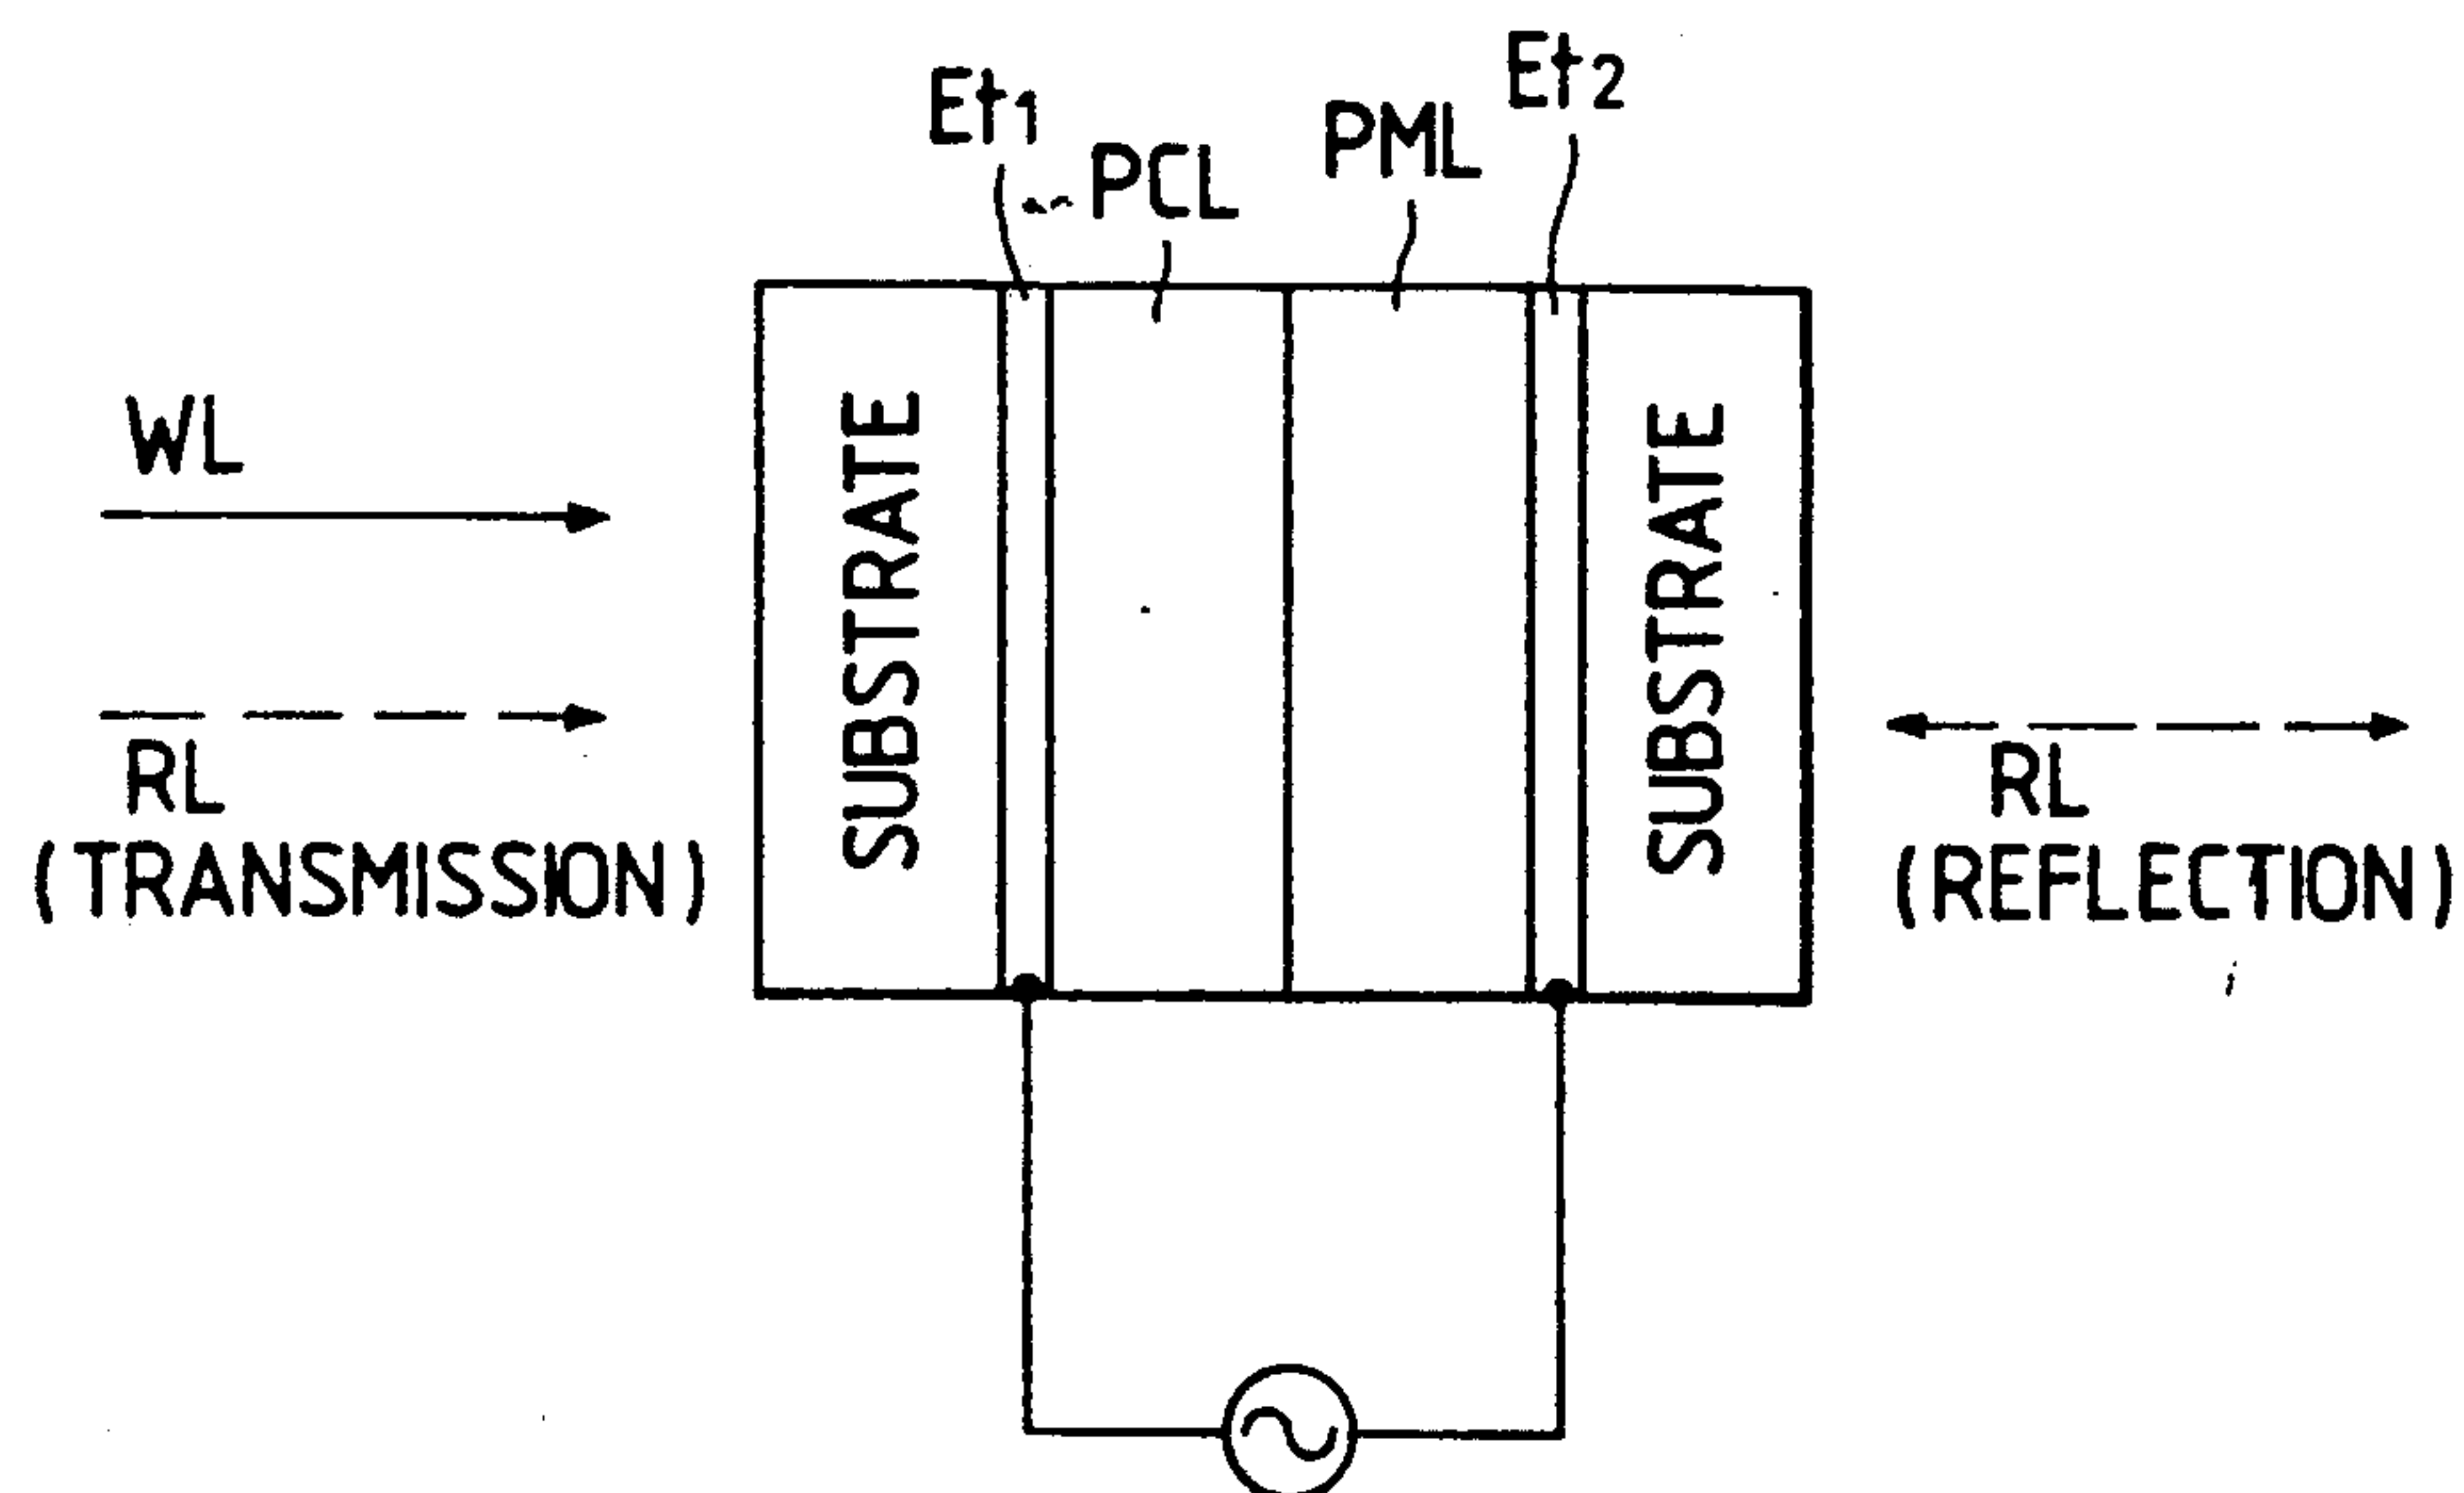 Et1
PCL
PML
Et2
WL
RL
(TRANSMISSION)
SUBSTRATE
SUBSTRATE
RL
(REFLECTION)